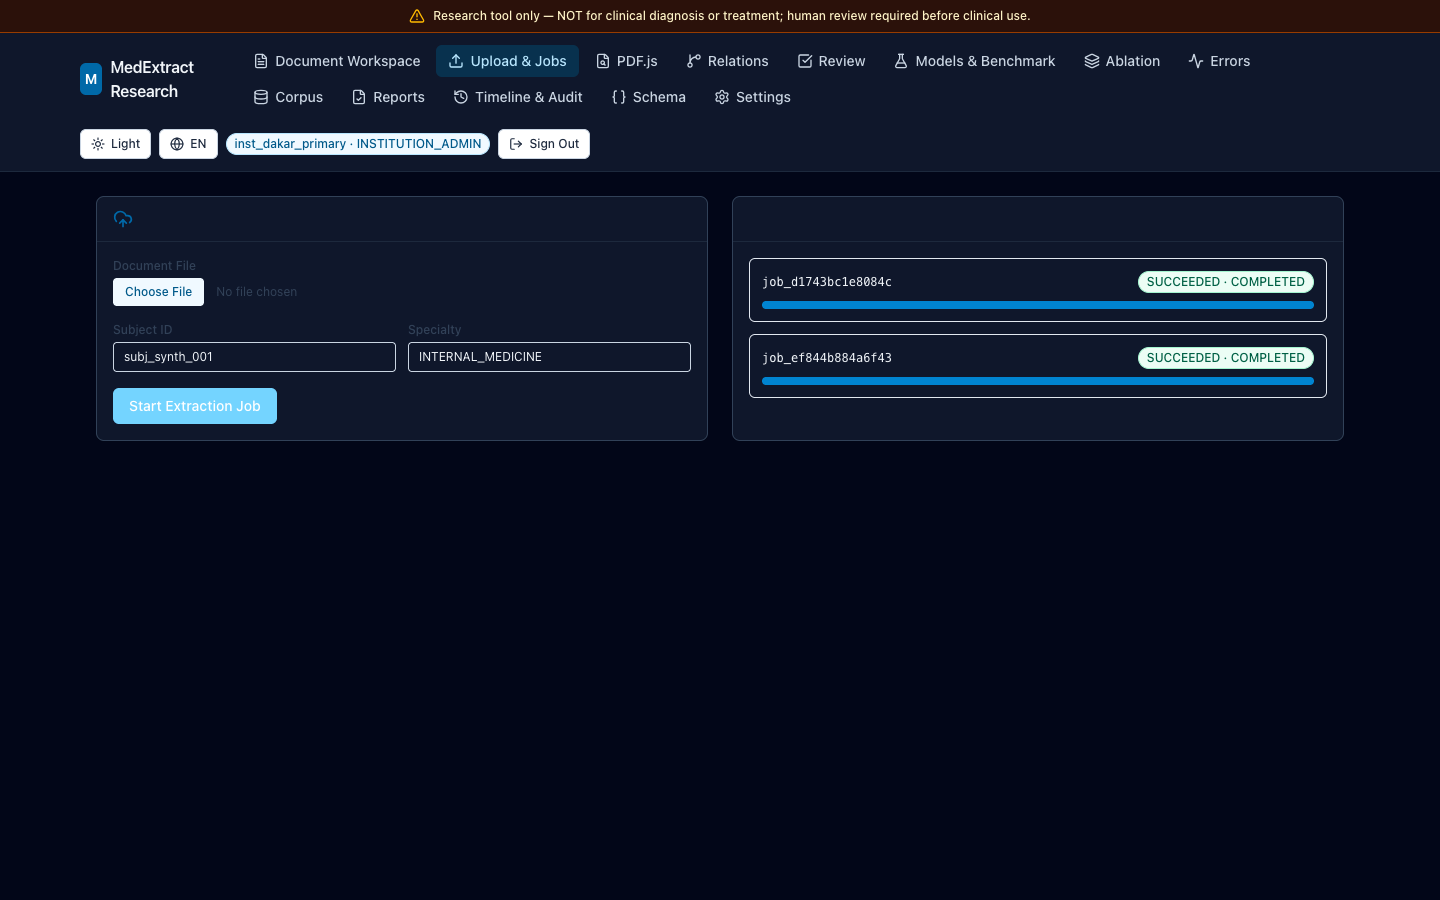 Research tool only — NOT for clinical diagnosis or treatment; human review required before clinical use.
M
MedExtract
Research
Document Workspace
Upload & Jobs
PDF.js
Relations
Review
Models & Benchmark
Ablation
Errors
Corpus
Reports
Timeline & Audit
Schema
Settings
Light
EN
inst_dakar_primary · INSTITUTION_ADMIN
Sign Out
Document File
Choose File
No file chosen
Subject ID
Specialty
subj_synth_001
INTERNAL_MEDICINE
Start Extraction Job
job_d1743bc1e8084c
SUCCEEDED · COMPLETED
job_ef844b884a6f43
SUCCEEDED · COMPLETED